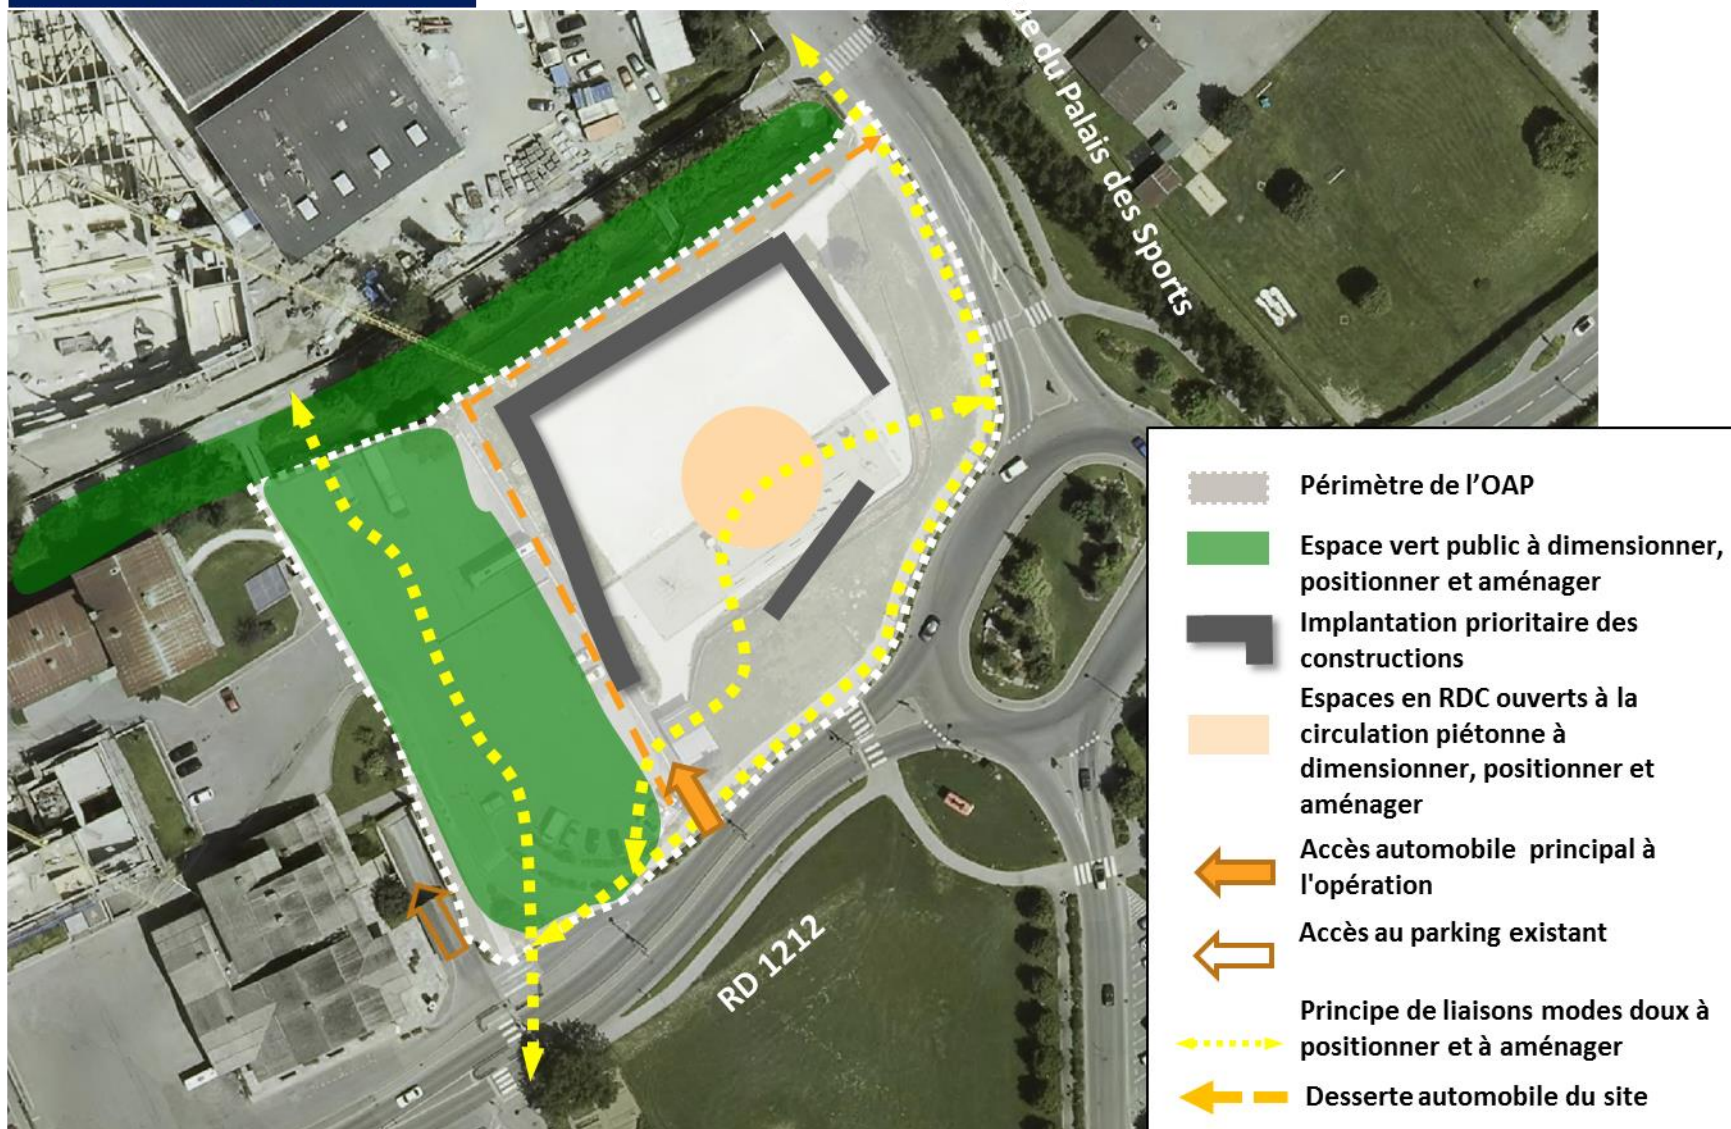 du Palais des Sports
RD 1212
Périmètre de l'OAP
Espace vert public à dimensionner,
positionner et aménager
Implantation prioritaire des
constructions
Espaces en RDC ouverts à la
circulation piétonne à
dimensionner, positionner et
aménager
Accès automobile principal à
l'opération
Accès au parking existant
Principe de liaisons modes doux à
positionner et à aménager
Desserte automobile du site